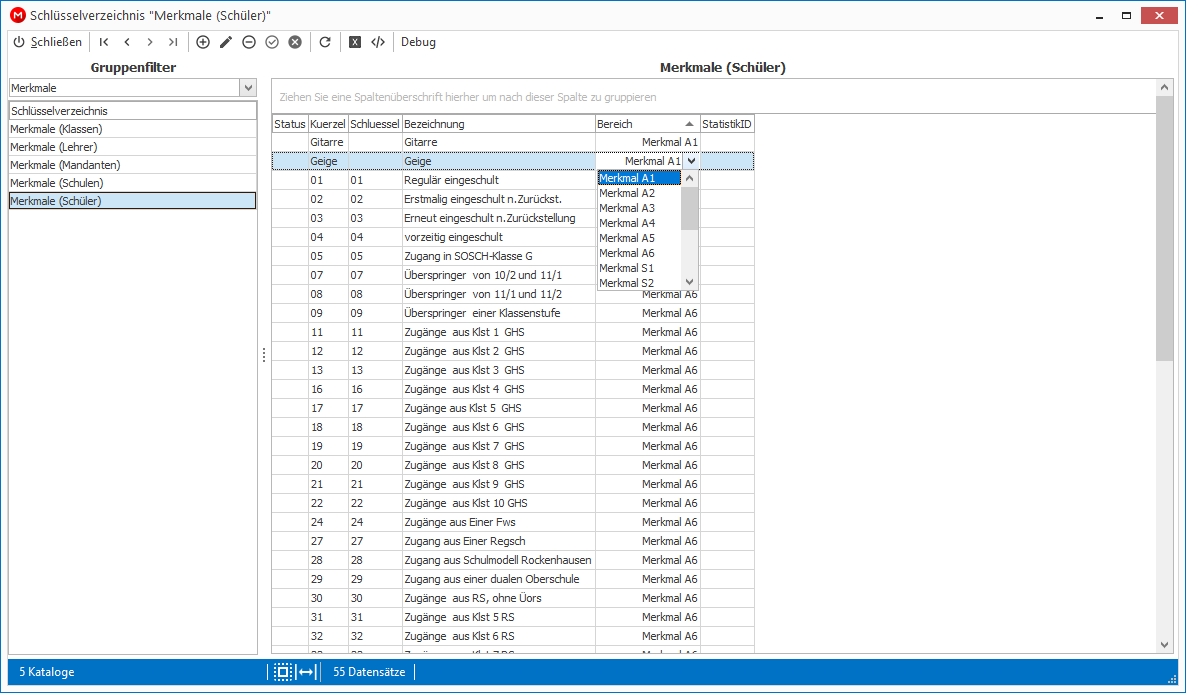 M Schlüsselverzeichnis "Merkmale (Schüler)"
Schließen Debug
Gruppenfilter
Merkmale
Schlüsselverzeichnis
Merkmale (Klassen)
Merkmale (Lehrer)
Merkmale (Mandanten)
Merkmale (Schulen)
Merkmale (Schüler)
Merkmale (Schüler)
Ziehen Sie eine Spaltenüberschrift hierher um nach dieser Spalte zu gruppieren
Status Kuerzel Schluessel Bezeichnung Bereich StatistikID
Gitarre Gitarre Merkmal A1
Geige Geige Merkmal A1
01 01 Regulär eingeschult
02 02 Erstmalig eingeschult n.Zurückst.
03 03 Erneut eingeschult n.Zurückstellung
04 04 vorzeitig eingeschult
05 05 Zugang in SOSCH-Klasse G
07 07 Überspringer von 10/2 und 11/1
Merkmal A1
Merkmal A2
Merkmal A3
Merkmal A4
Merkmal A5
Merkmal A6
Merkmal S1
Merkmal S2
08 08 Überspringer von 11/1 und 11/2 Merkmal A6
09 09 Überspringer einer Klassenstufe Merkmal A6
11 11 Zugänge aus Klst 1 GHS Merkmal A6
12 12 Zugänge aus Klst 2 GHS Merkmal A6
13 13 Zugänge aus Klst 3 GHS Merkmal A6
16 16 Zugänge aus Klst 4 GHS Merkmal A6
17 17 Zugänge aus Klst 5 GHS Merkmal A6
18 18 Zugänge aus Klst 6 GHS Merkmal A6
19 19 Zugänge aus Klst 7 GHS Merkmal A6
20 20 Zugänge aus Klst 8 GHS Merkmal A6
21 21 Zugänge aus Klst 9 GHS Merkmal A6
22 22 Zugänge aus Klst 10 GHS Merkmal A6
24 24 Zugänge aus Einer Fws Merkmal A6
27 27 Zugang aus Einer Regsch Merkmal A6
28 28 Zugang aus Schulmodell Rockenhausen Merkmal A6
29 29 Zugang aus einer dualen Oberschule Merkmal A6
30 30 Zugänge aus RS, ohne Üors Merkmal A6
31 31 Zugänge aus Klst 5 RS Merkmal A6
32 32 Zugänge aus Klst 6 RS Merkmal A6
5 Kataloge 55 Datensätze